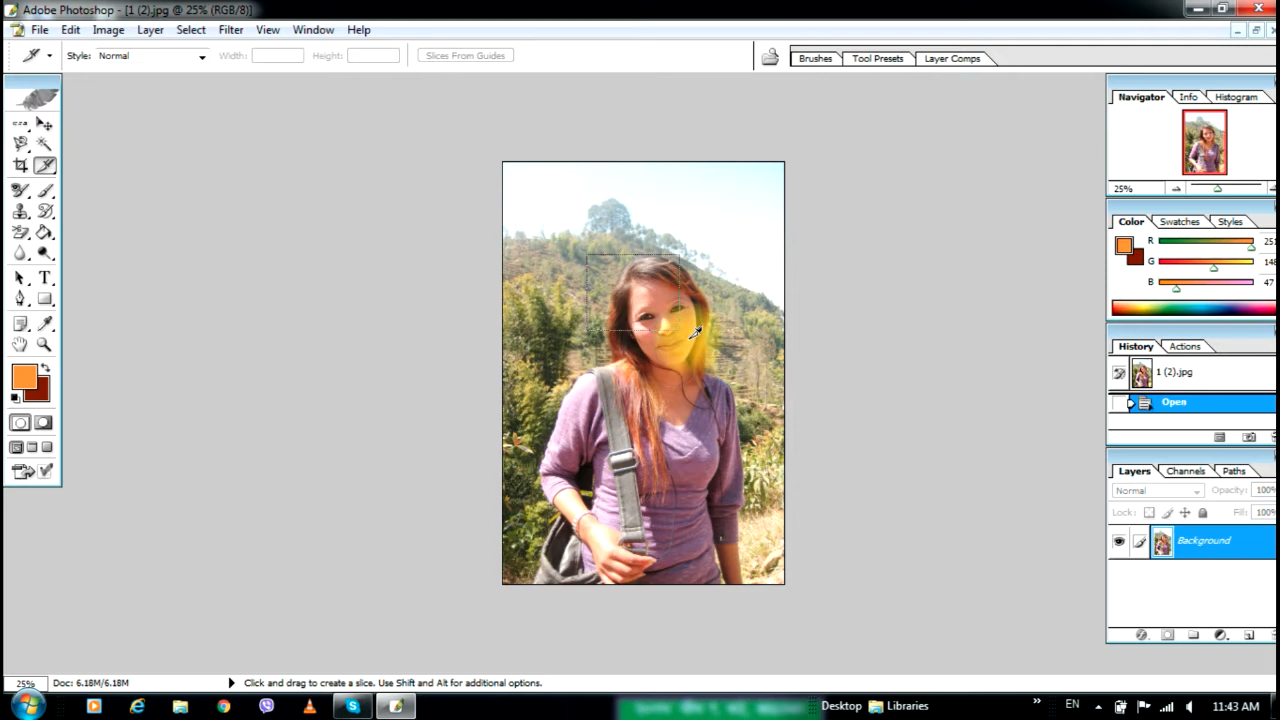 Adobe Photoshop - [1 (2).jpg @ 25% (RGB/8)]
File Edit Image Layer Select Filter View Window Help
Style: Normal Width: Height: Slices From Guides
Brushes Tool Presets Layer Comps
Navigator Info Histogram
25%
Color Swatches Styles
R 251
G 148
B 47
History Actions
1 (2).jpg
Open
Layers Channels Paths
Normal Opacity: 100%
Lock: Fill: 100%
Background
25% Doc: 6.18M/6.18M Click and drag to create a slice. Use Shift and Alt for additional options.
Desktop Libraries EN 11:43 AM